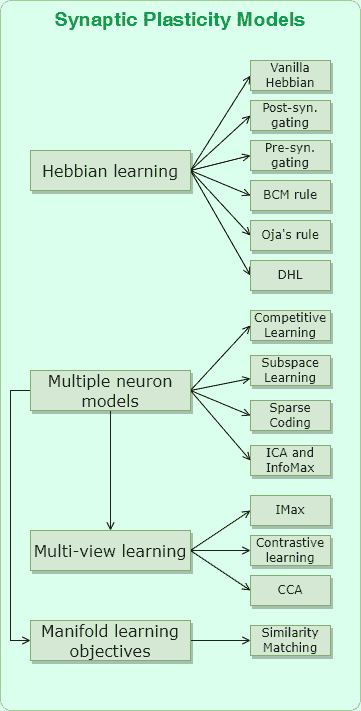 Synaptic Plasticity Models
Hebbian learning
Vanilla
Hebbian
Post-syn.
gating
Pre-syn.
gating
BCM rule
Oja's rule
DHL
Multiple neuron
models
Competitive
Learning
Subspace
Learning
Sparse
Coding
ICA and
InfoMax
Multi-view learning
IMax
Contrastive
learning
CCA
Manifold learning
objectives
Similarity
Matching